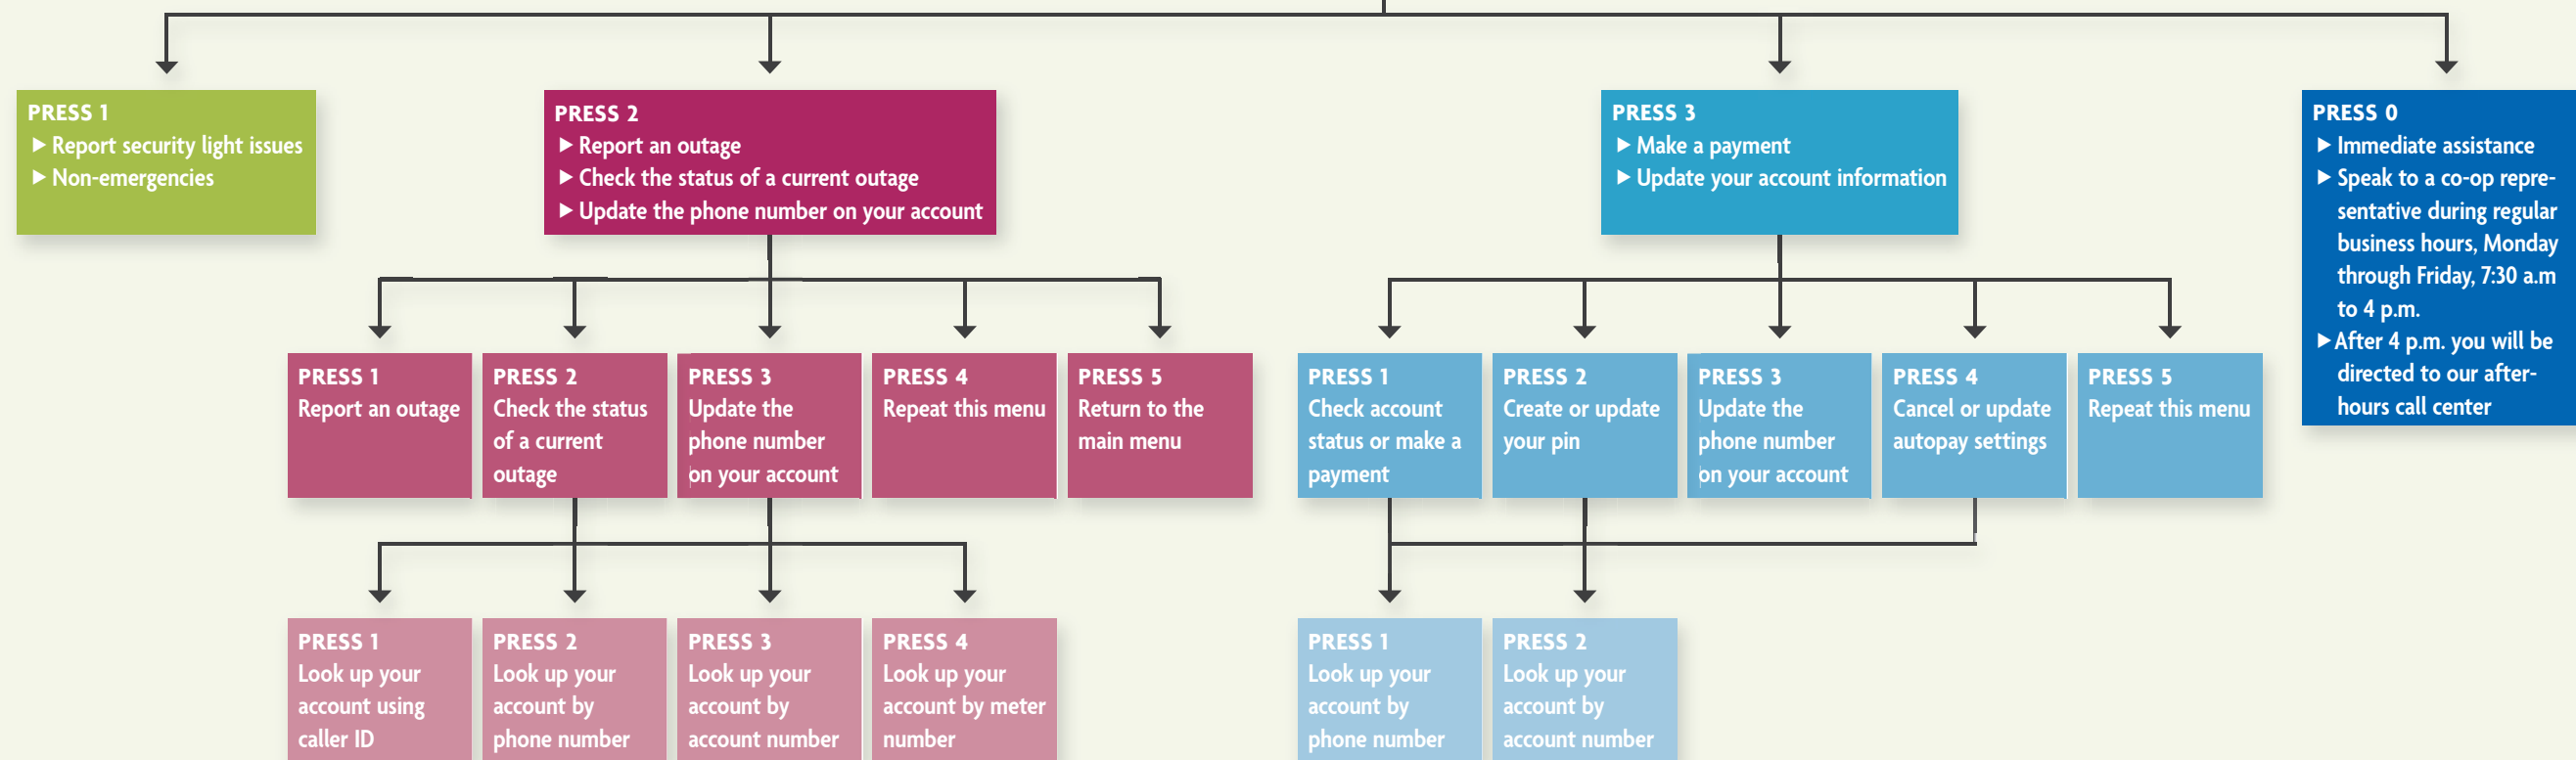 PRESS 1
▶ Report security light issues
▶ Non-emergencies
PRESS 2
▶ Report an outage
▶ Check the status of a current outage
▶ Update the phone number on your account
PRESS 3
▶ Make a payment
▶ Update your account information
PRESS 0
▶ Immediate assistance
▶ Speak to a co-op repre-
sentative during regular
business hours, Monday
through Friday, 7:30 a.m
to 4 p.m.
▶ After 4 p.m. you will be
directed to our after-
hours call center
PRESS 1
Report an outage
PRESS 2
Check the status
of a current
outage
PRESS 3
Update the
phone number
on your account
PRESS 4
Repeat this menu
PRESS 5
Return to the
main menu
PRESS 1
Check account
status or make a
payment
PRESS 2
Create or update
your pin
PRESS 3
Update the
phone number
on your account
PRESS 4
Cancel or update
autopay settings
PRESS 5
Repeat this menu
PRESS 1
Look up your
account using
caller ID
PRESS 2
Look up your
account by
phone number
PRESS 3
Look up your
account by
account number
PRESS 4
Look up your
account by meter
number
PRESS 1
Look up your
account by
phone number
PRESS 2
Look up your
account by
account number